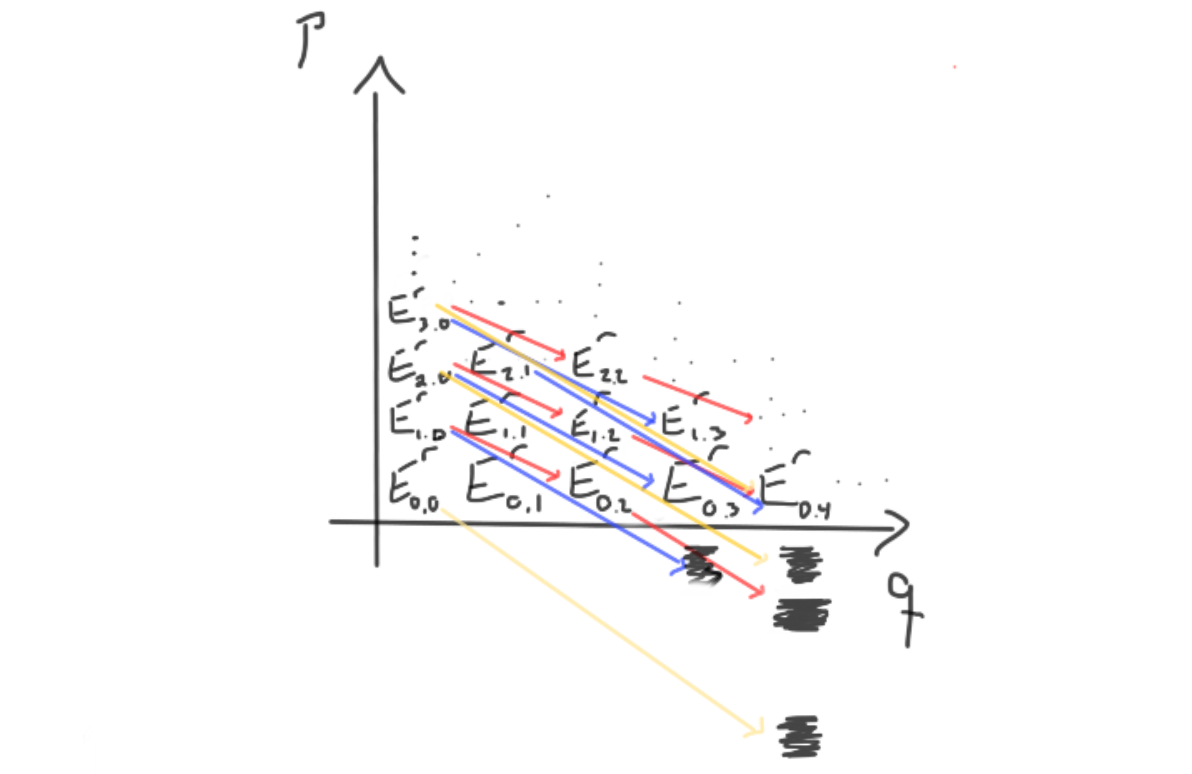 P
E^r_{3.0}
E^r_{2.0} E^r_{2.1} E^r_{2.2}
E^r_{1.0} E^r_{1.1} E^r_{1.2} E^r_{1.3}
E^r_{0,0} E^r_{0,1} E^r_{0.2} E^r_{0.3} E^r_{0.4}
q